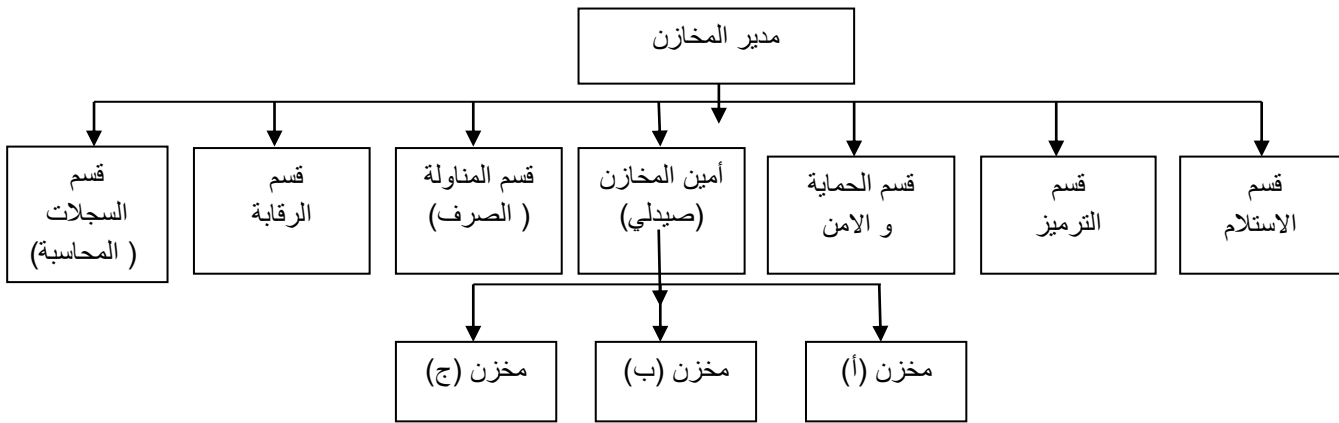 مدير المخازن
قسم
الاستلام
قسم
الترميز
قسم الحماية
و الامن
أمين المخازن
(صيدلي)
قسم المناولة
( الصرف)
قسم
الرقابة
قسم
السجلات
( المحاسبة)
مخزن (أ)
مخزن (ب)
مخزن (ج)